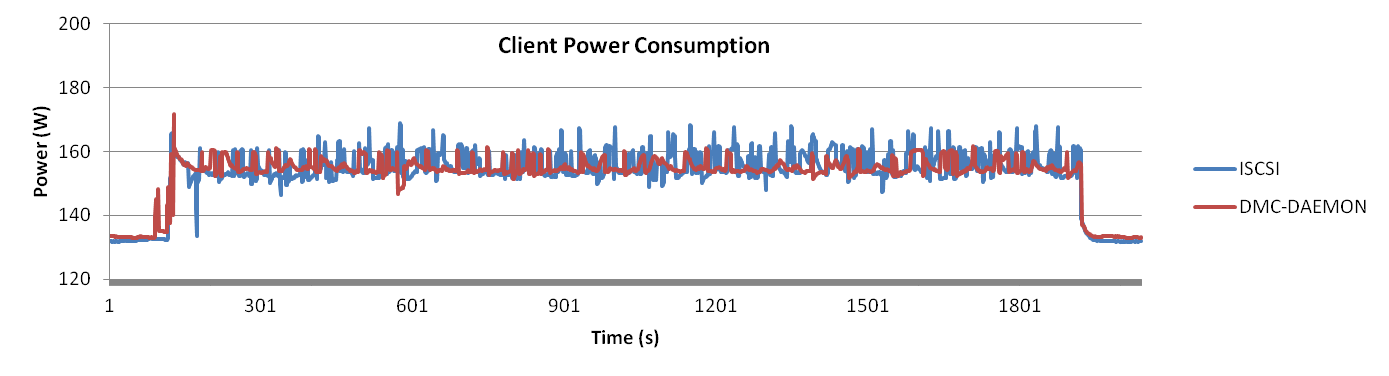 Client Power Consumption
Power (W)
200
180
160
140
120
1 301 601 901 1201 1501 1801
Time (s)
ISCSI
DMC-DAEMON